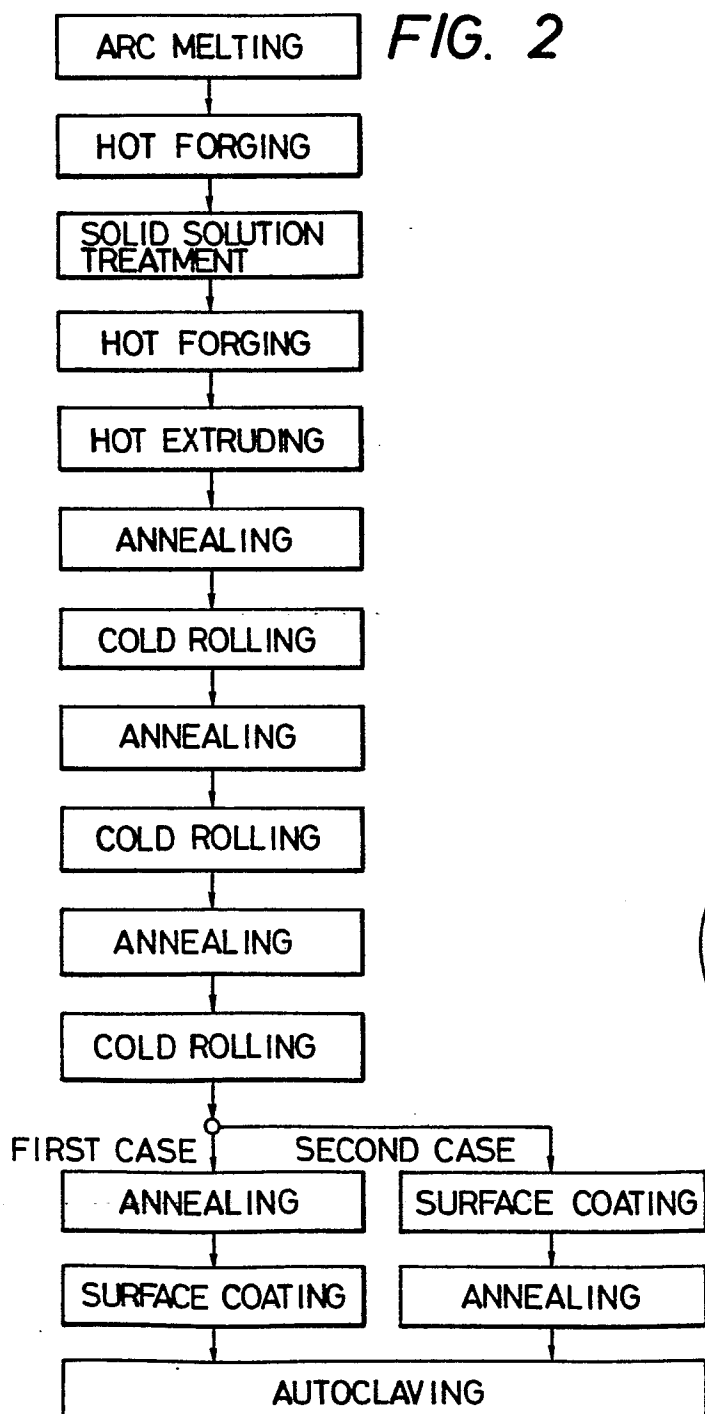 FIG. 2
ARC MELTING
HOT FORGING
SOLID SOLUTION
TREATMENT
HOT FORGING
HOT EXTRUDING
ANNEALING
COLD ROLLING
ANNEALING
COLD ROLLING
ANNEALING
COLD ROLLING
FIRST CASE
SECOND CASE
ANNEALING
SURFACE COATING
SURFACE COATING
ANNEALING
AUTOCLAVING